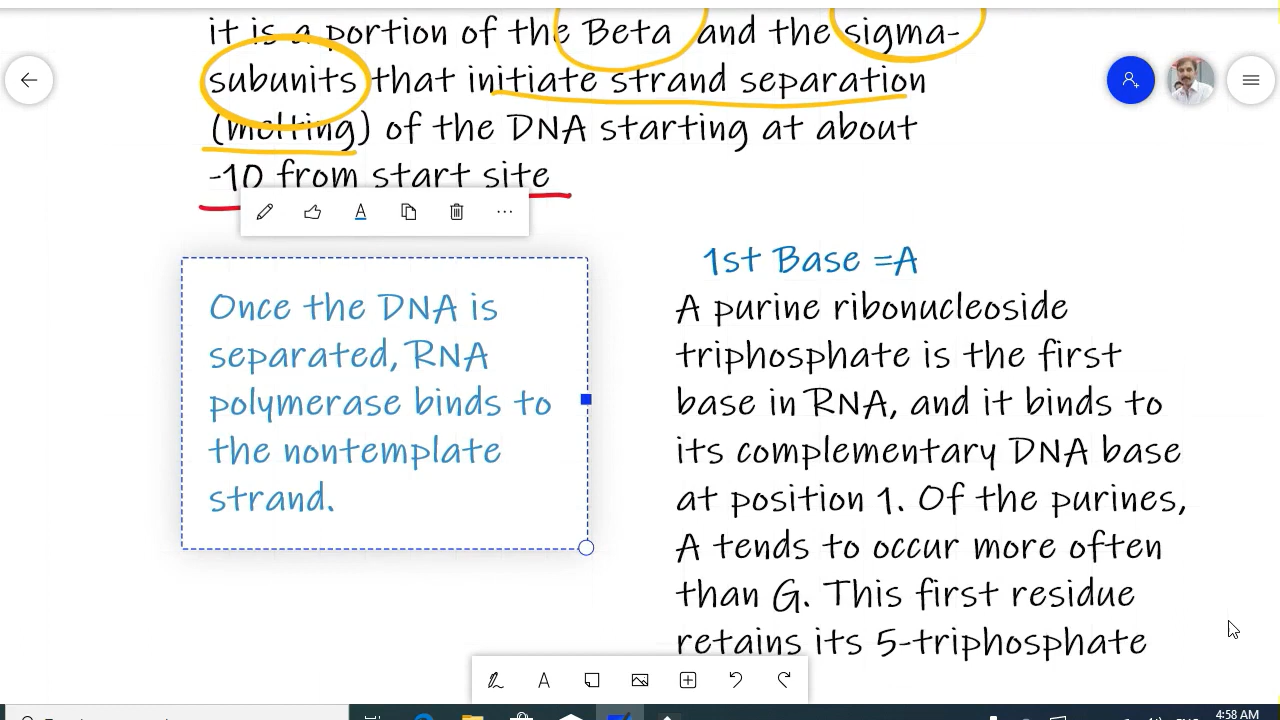 it is a portion of the Beta and the sigma-
subunits that initiate strand separation
(melting) of the DNA starting at about
-10 from start site
Once the DNA is
separated, RNA
polymerase binds to
the nontemplate
strand.
1st Base =A
A purine ribonucleoside
triphosphate is the first
base in RNA, and it binds to
its complementary DNA base
at position 1. Of the purines,
A tends to occur more often
than G. This first residue
retains its 5-triphosphate
4:58 AM